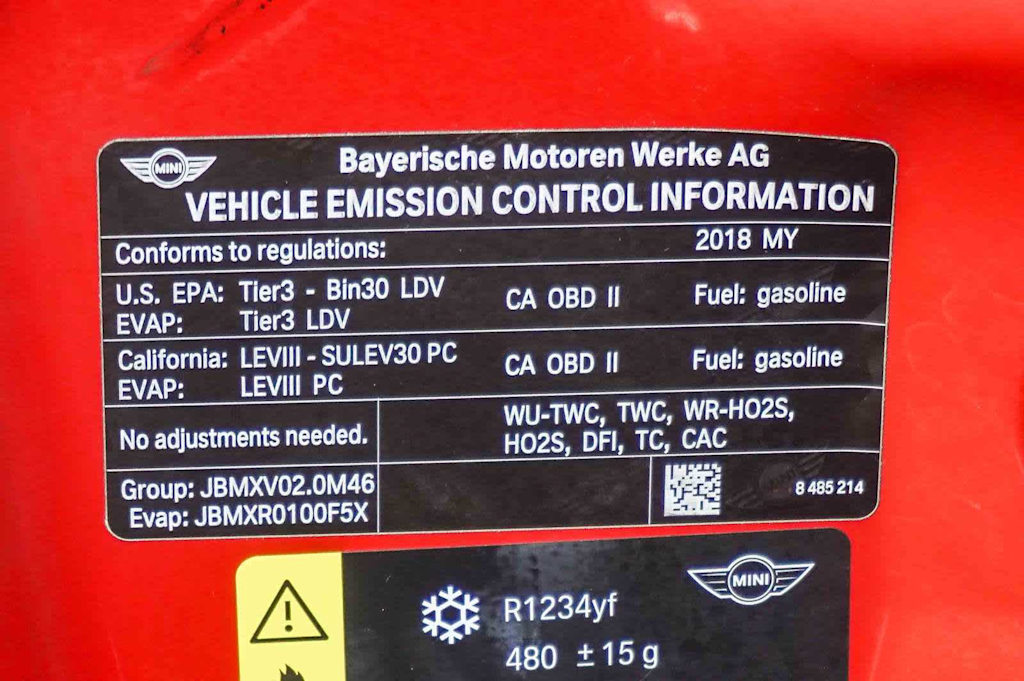 MINI
Bayerische Motoren Werke AG
VEHICLE EMISSION CONTROL INFORMATION
Conforms to regulations: 2018 MY
U.S. EPA: Tier3 - Bin30 LDV CA OBD II Fuel: gasoline
EVAP: Tier3 LDV
California: LEVIII - SULEV30 PC CA OBD II Fuel: gasoline
EVAP: LEVIII PC
No adjustments needed.
WU-TWC, TWC, WR-HO2S,
HO2S, DFI, TC, CAC
Group: JBMXV02.0M46
Evap: JBMXR0100F5X
8 485 214
MINI
R1234yf
480 ± 15 g